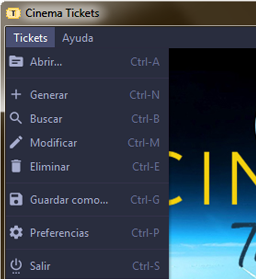 T Cinema Tickets
Tickets Ayuda
Abrir... Ctrl-A
Generar Ctrl-N
Buscar Ctrl-B
Modificar Ctrl-M
Eliminar Ctrl-E
Guardar como... Ctrl-G
Preferencias Ctrl-P
Salir Ctrl-S
CIN